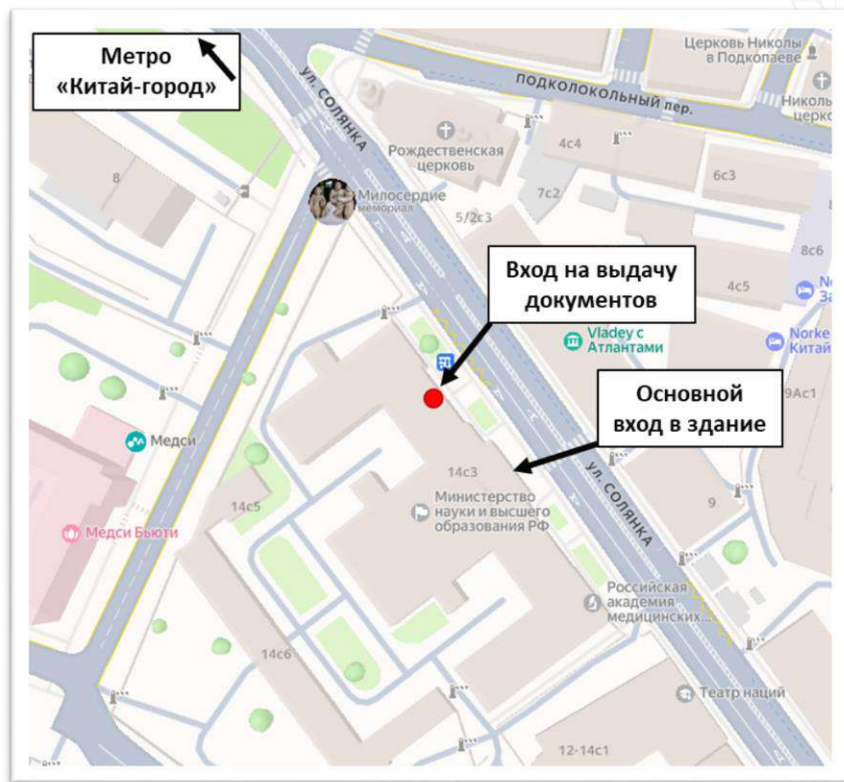 Метро
«Китай-город»
ул. СОЛЯНКА
Церковь Николы
в Подкопаеве
ПОДКОЛОКОЛЬНЫЙ пер.
Рождественская
церковь
4с4
6с3
8
7с2
Милосердие
мемориал
5/2с3
8с6
4с5
Вход на выдачу
документов
Vladey с
Атлантами
Norke
Китай
9Ас1
Основной
вход в здание
Медси
14с3
ул. СОЛЯНКА
Министерство
науки и высшего
образования РФ
14с5
9
Медси Бьюти
Российская
академия
медицинских...
14с6
Театр наций
12-14с1